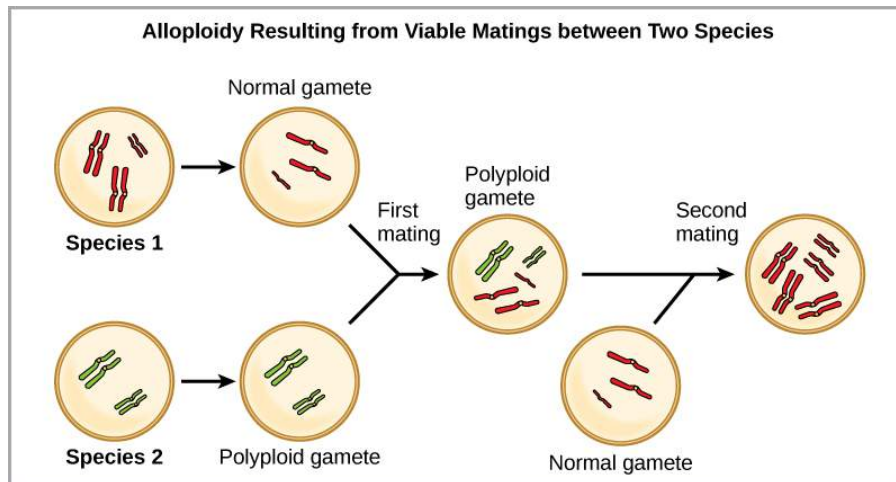 Alloploidy Resulting from Viable Matings between Two Species
Normal gamete
Species 1
First
mating
Polyploid
gamete
Second
mating
Species 2
Polyploid gamete
Normal gamete